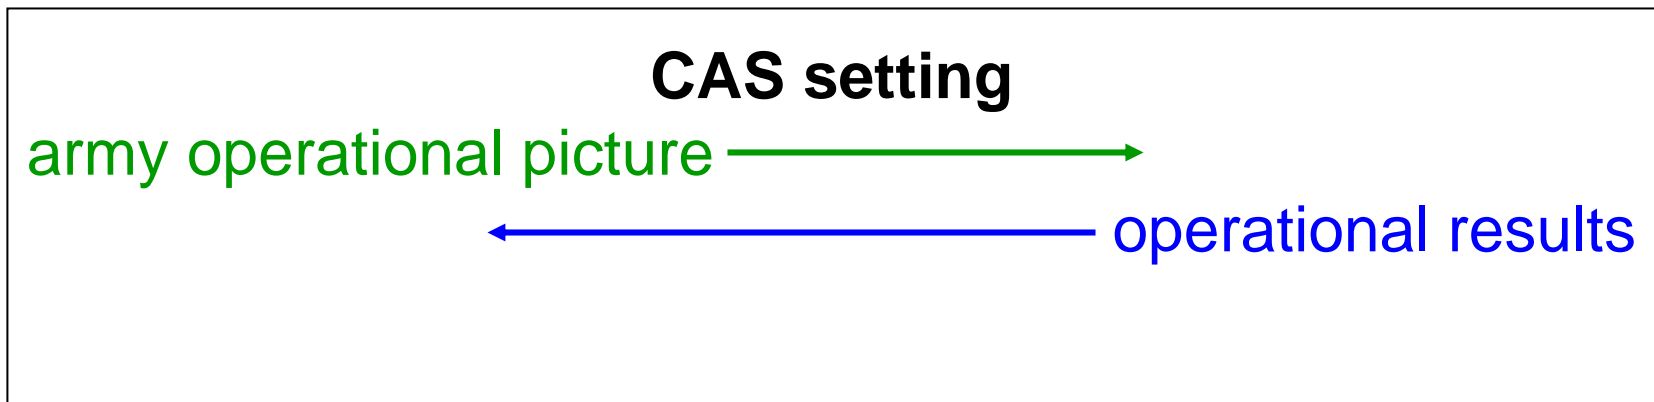 CAS setting
army operational picture
operational results